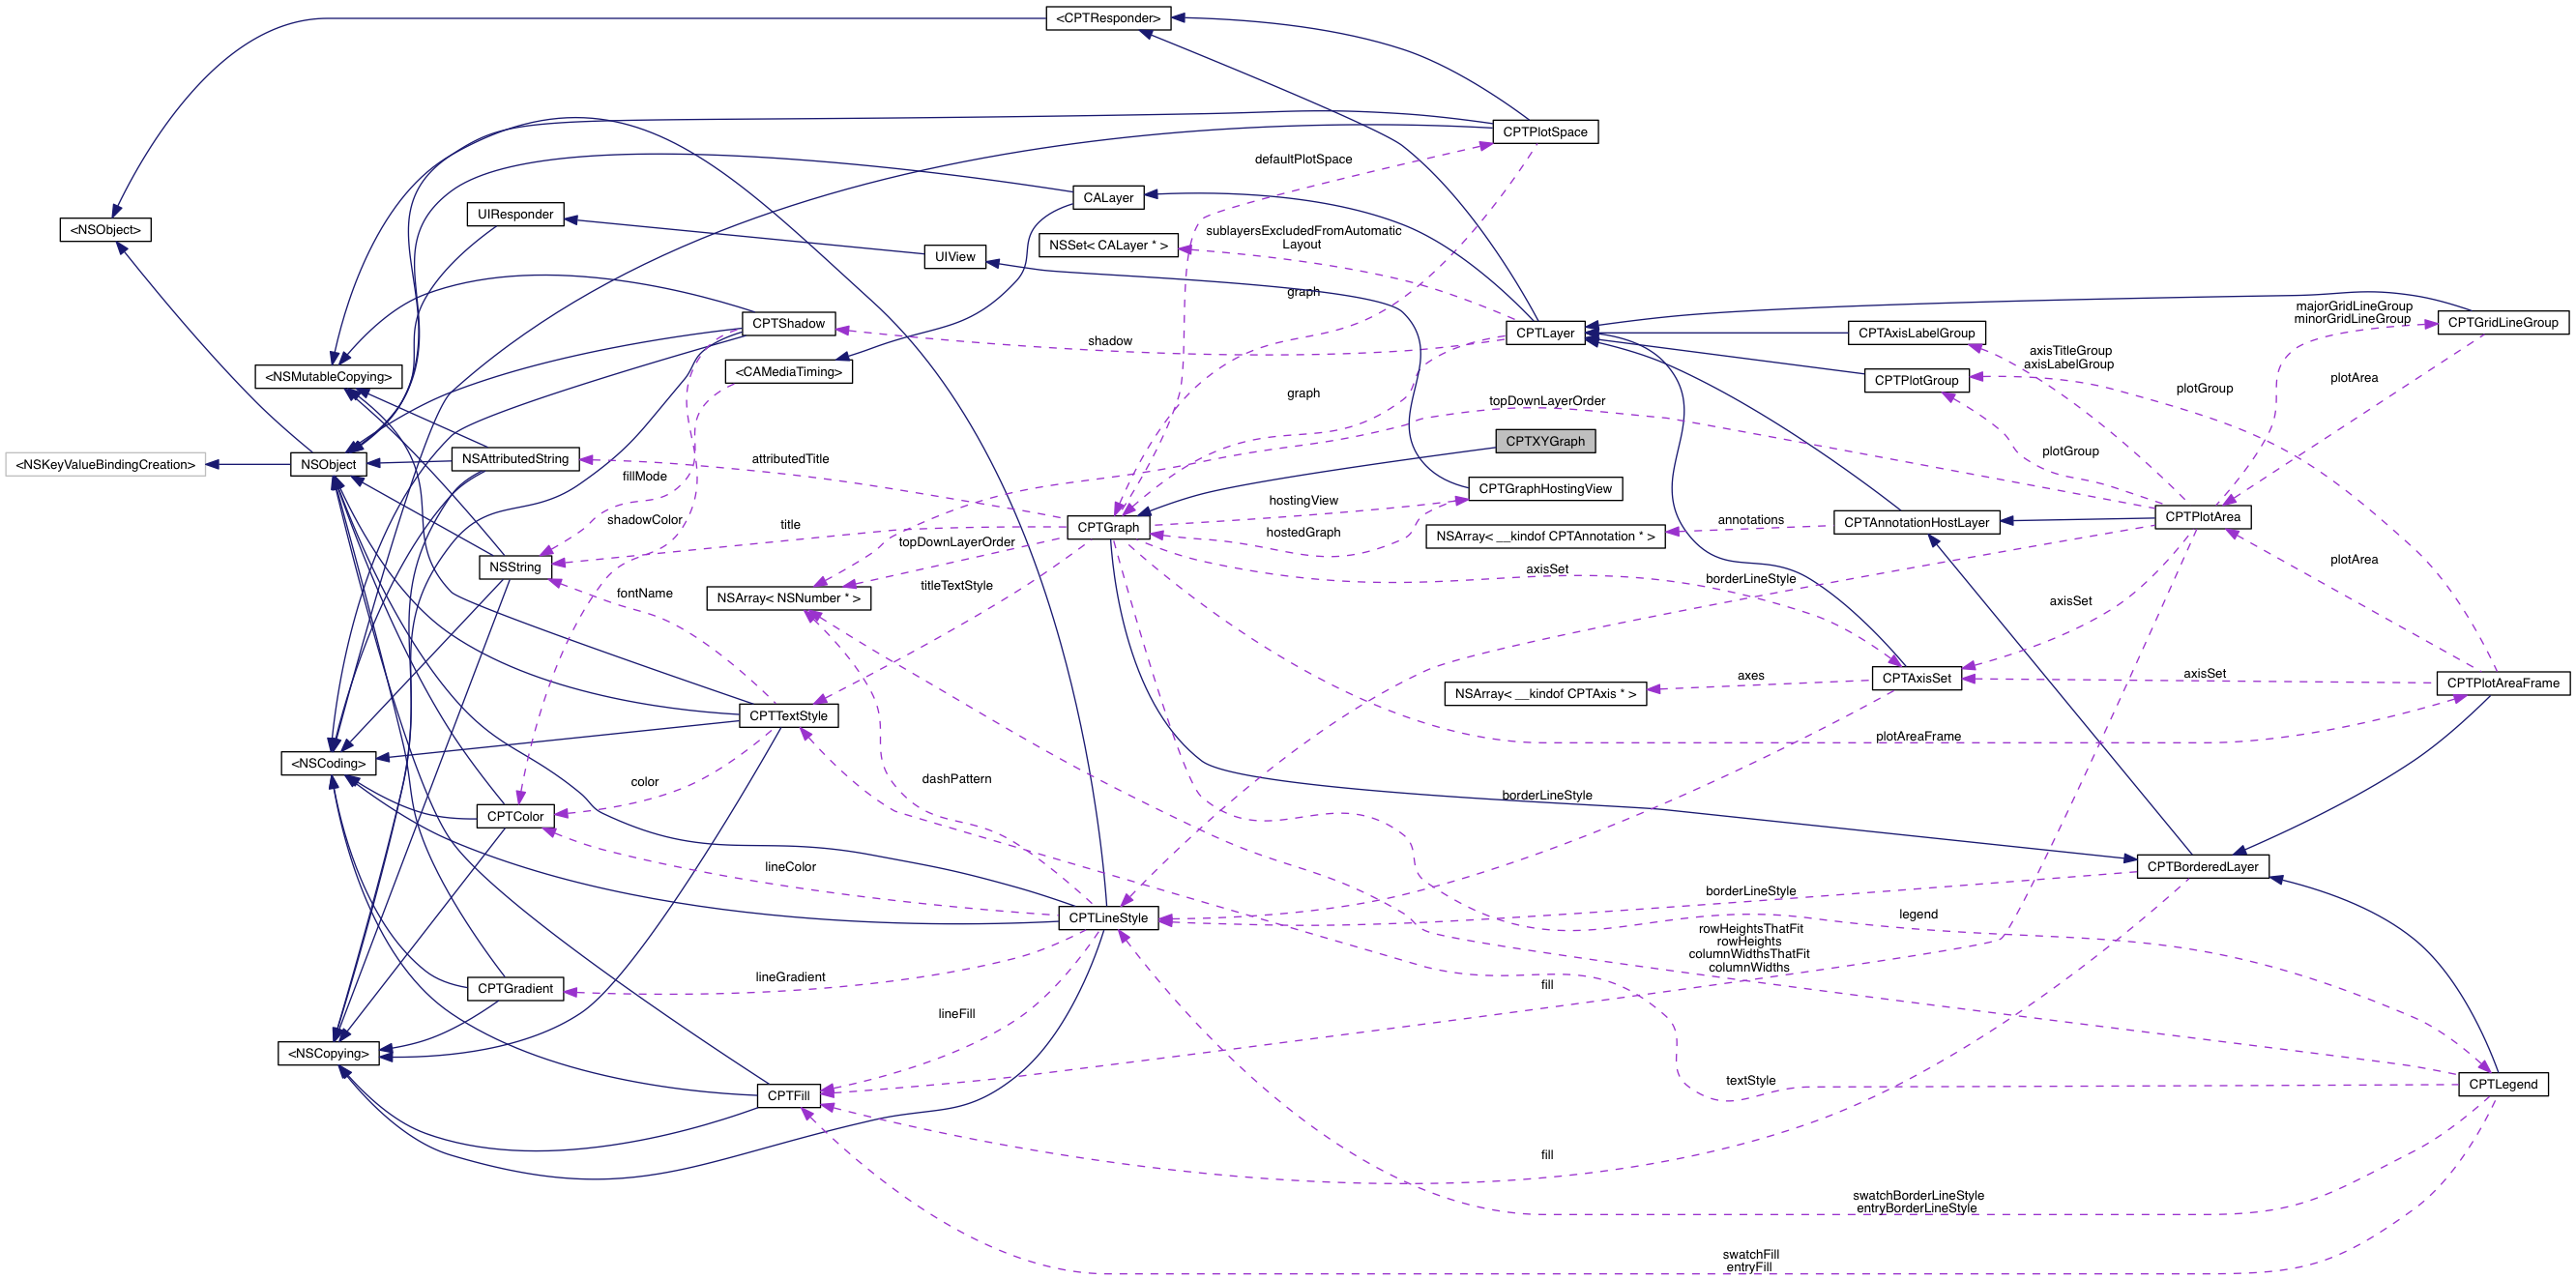 <CPTResponder>
CPTPlotSpace
defaultPlotSpace
CALayer
UIResponder
<NSObject>
sublayersExcludedFromAutomatic
Layout
NSSet< CALayer * >
UIView
graph
majorGridLineGroup
minorGridLineGroup
CPTGridLineGroup
CPTShadow
CPTLayer
CPTAxisLabelGroup
shadow
axisTitleGroup
axisLabelGroup
<CAMediaTiming>
<NSMutableCopying>
CPTPlotGroup
plotArea
plotGroup
graph
topDownLayerOrder
CPTXYGraph
plotGroup
<NSKeyValueBindingCreation>
NSObject
NSAttributedString
attributedTitle
fillMode
CPTGraphHostingView
hostingView
shadowColor
title
CPTGraph
annotations
CPTAnnotationHostLayer
CPTPlotArea
hostedGraph
NSArray< __kindof CPTAnnotation * >
topDownLayerOrder
NSString
plotArea
axisSet
borderLineStyle
titleTextStyle
fontName
NSArray< NSNumber * >
axisSet
axes
CPTAxisSet
axisSet
CPTPlotAreaFrame
NSArray< __kindof CPTAxis * >
CPTTextStyle
plotAreaFrame
<NSCoding>
color
dashPattern
borderLineStyle
CPTColor
lineColor
CPTBorderedLayer
borderLineStyle
CPTLineStyle
legend
rowHeightsThatFit
rowHeights
columnWidthsThatFit
columnWidths
lineGradient
CPTGradient
fill
lineFill
<NSCopying>
textStyle
CPTLegend
CPTFill
fill
swatchBorderLineStyle
entryBorderLineStyle
swatchFill
entryFill